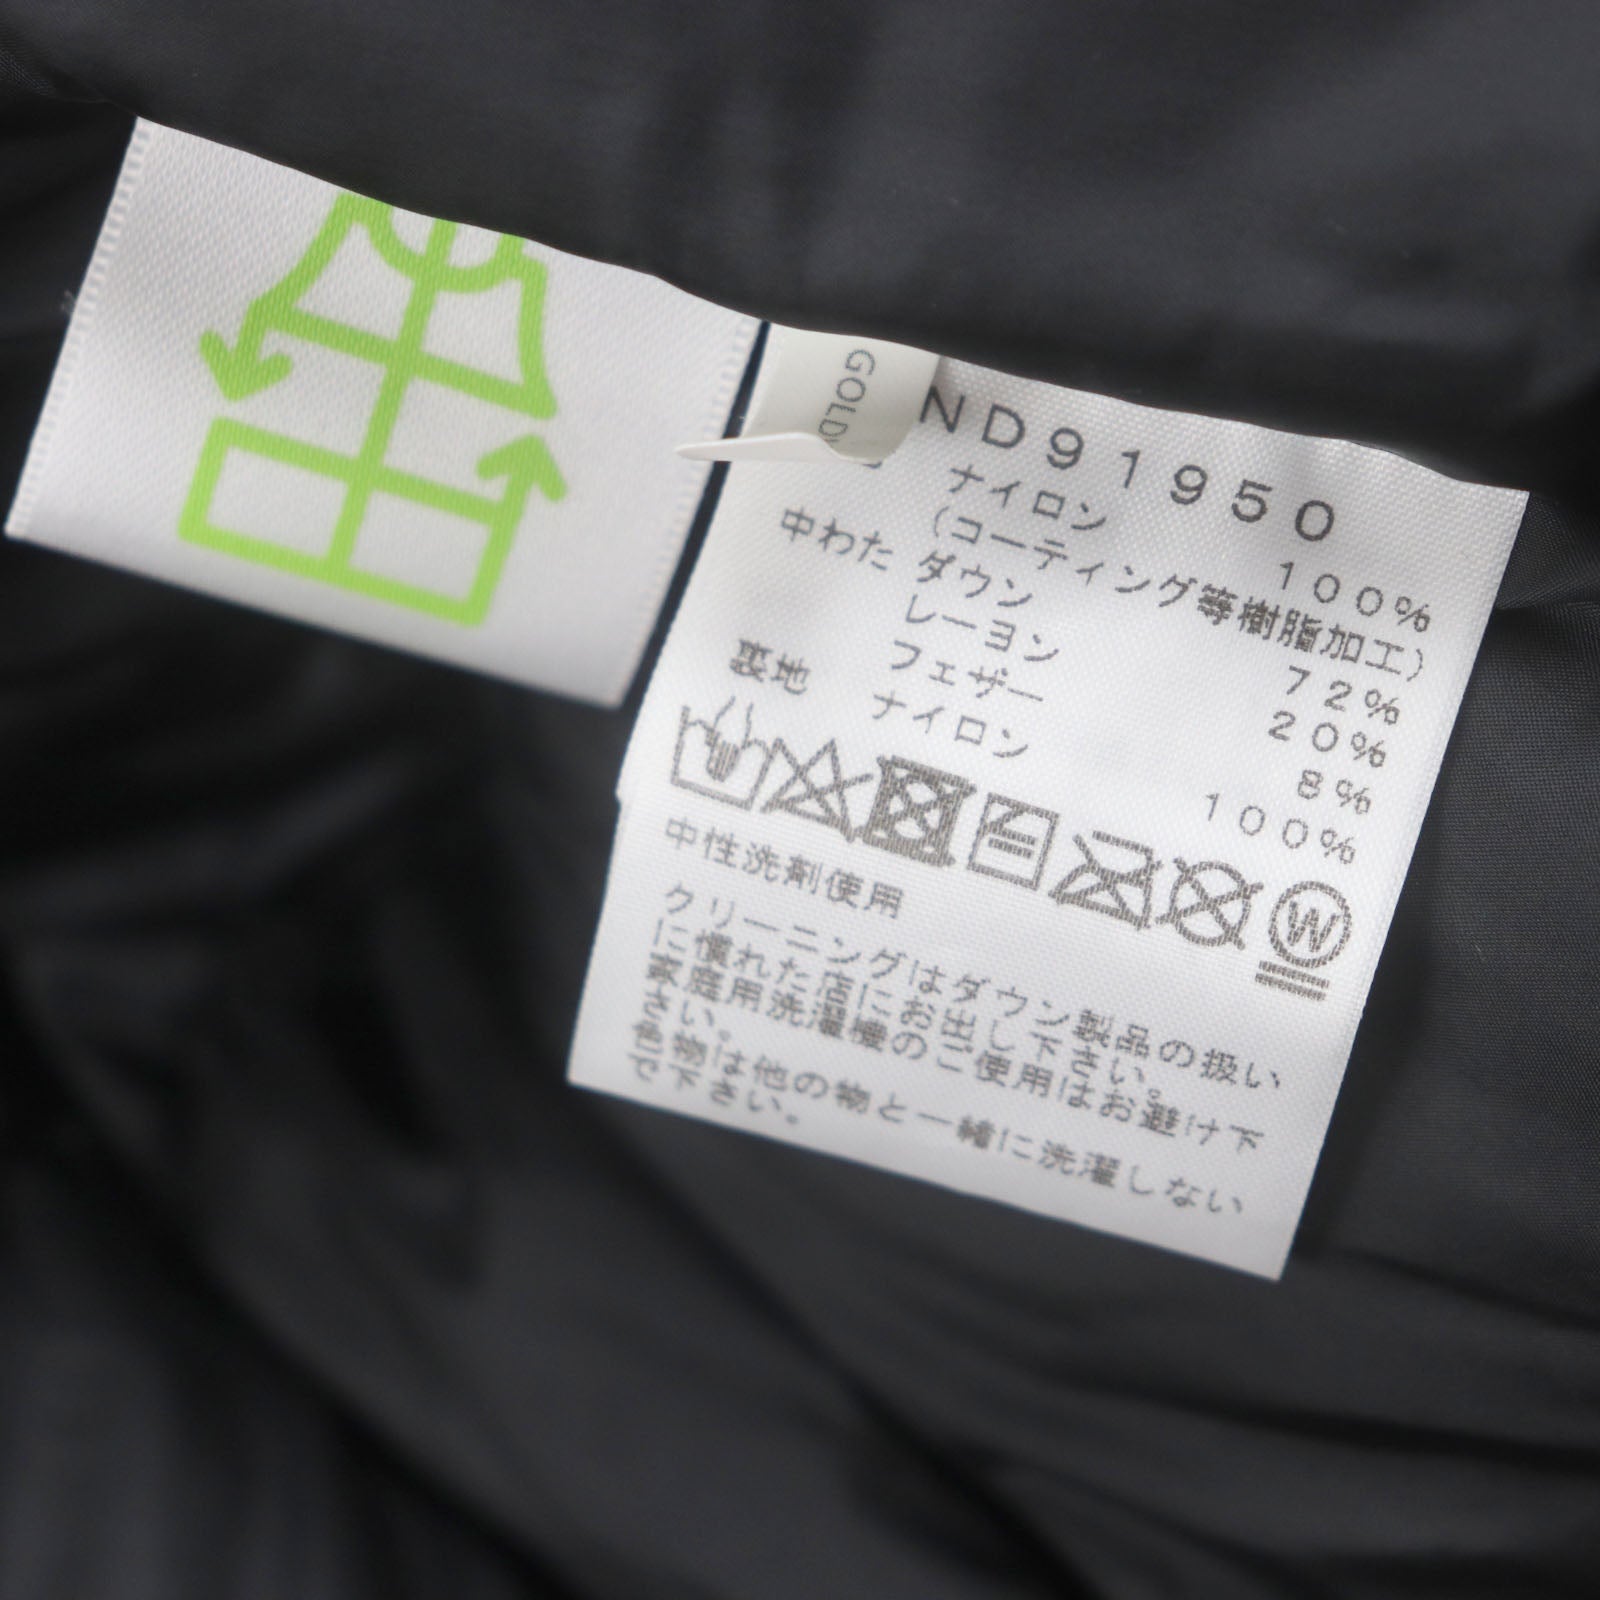 GOLD
ND91950
ナイロン 100%
(コーティング等樹脂加工)
中わた ダウン 72%
レーヨン 20%
フェザー 8%
裏地 ナイロン 100%
W
中性洗剤使用
クリーニングはダウン製品の扱い
に慣れた店にお出し下さい。
家庭用洗濯機のご使用はお避け下
さい。
色物は他の物と一緒に洗濯しない
で下さい。